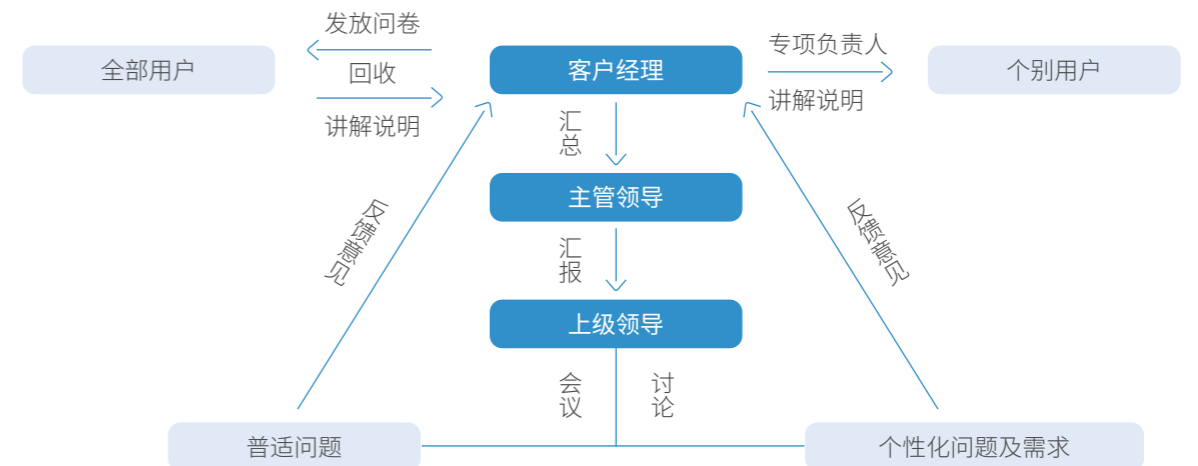 发放问卷
全部用户
回收
讲解说明
客户经理
专项负责人
讲解说明
个别用户
汇总
主管领导
反馈意见
汇报
反馈意见
上级领导
会议
讨论
普适问题
个性化问题及需求